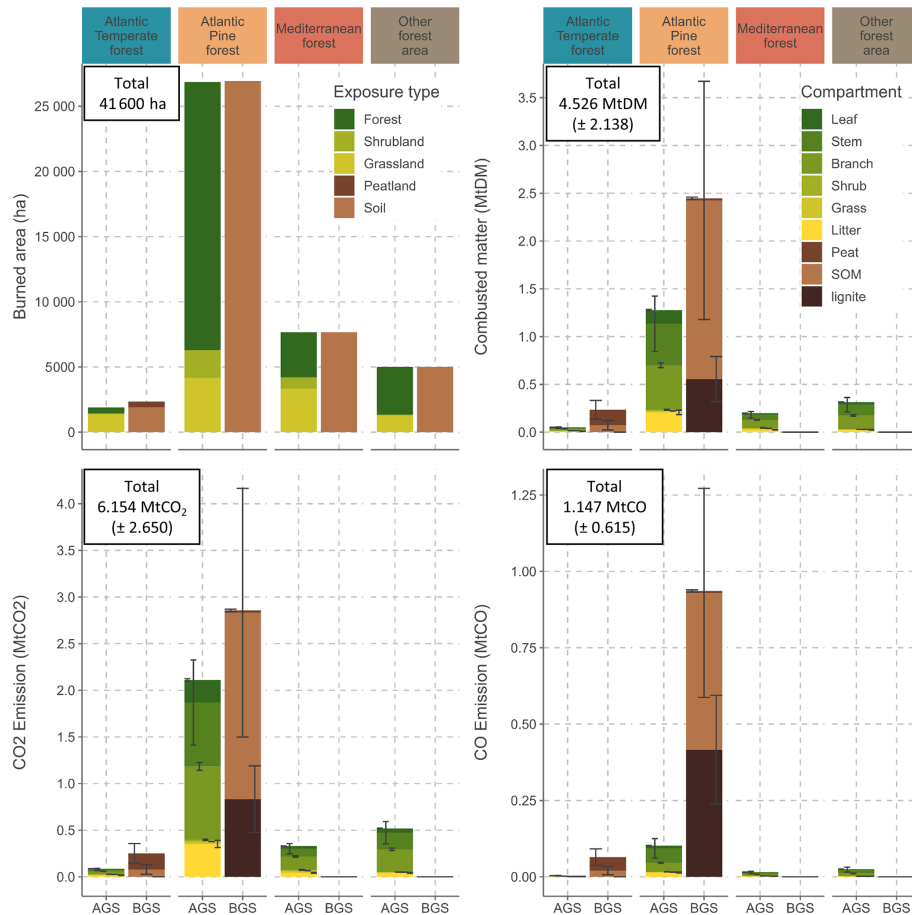 Atlantic
Temperate
forest
Atlantic
Pine
forest
Mediterranean
forest
Other
forest
area
Total
41 600 ha
Exposure type
Forest
Shrubland
Grassland
Peatland
Soil
Burned area (ha)
25 000
20 000
15 000
10 000
5000
0
Atlantic
Temperate
forest
Atlantic
Pine
forest
Mediterranean
forest
Other
forest
area
Total
4.526 MtDM
(± 2.138)
Compartment
Leaf
Stem
Branch
Shrub
Grass
Litter
Peat
SOM
lignite
Combusted matter (MtDM)
3.5
3.0
2.5
2.0
1.5
1.0
0.5
0.0
Total
6.154 MtCO₂
(± 2.650)
CO2 Emission (MtCO2)
4.0
3.5
3.0
2.5
2.0
1.5
1.0
0.5
0.0
AGS BGS AGS BGS AGS BGS AGS BGS
Total
1.147 MtCO
(± 0.615)
CO Emission (MtCO)
1.25
1.00
0.75
0.50
0.25
0.00
AGS BGS AGS BGS AGS BGS AGS BGS